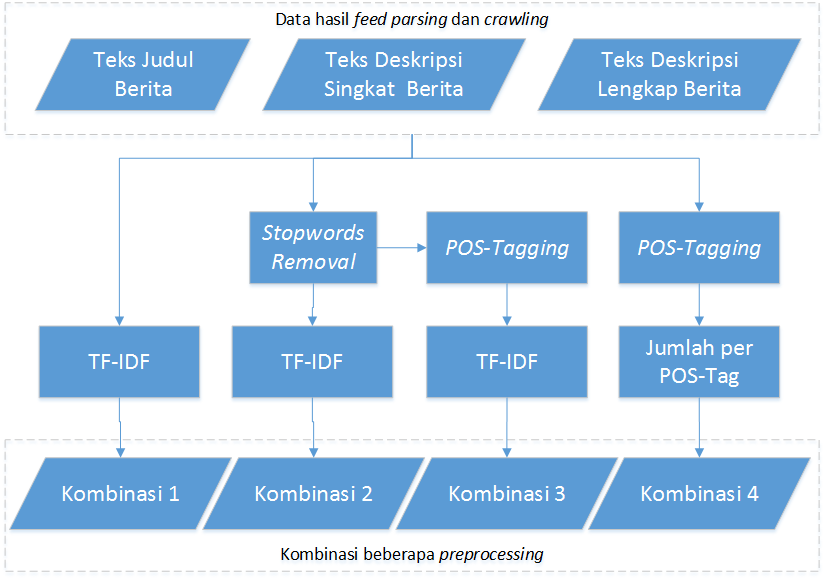 Data hasil feed parsing dan crawling
Teks Judul
Berita
Teks Deskripsi
Singkat Berita
Teks Deskripsi
Lengkap Berita
Stopwords
Removal
POS-Tagging
POS-Tagging
TF-IDF
TF-IDF
TF-IDF
Jumlah per
POS-Tag
Kombinasi 1
Kombinasi 2
Kombinasi 3
Kombinasi 4
Kombinasi beberapa preprocessing